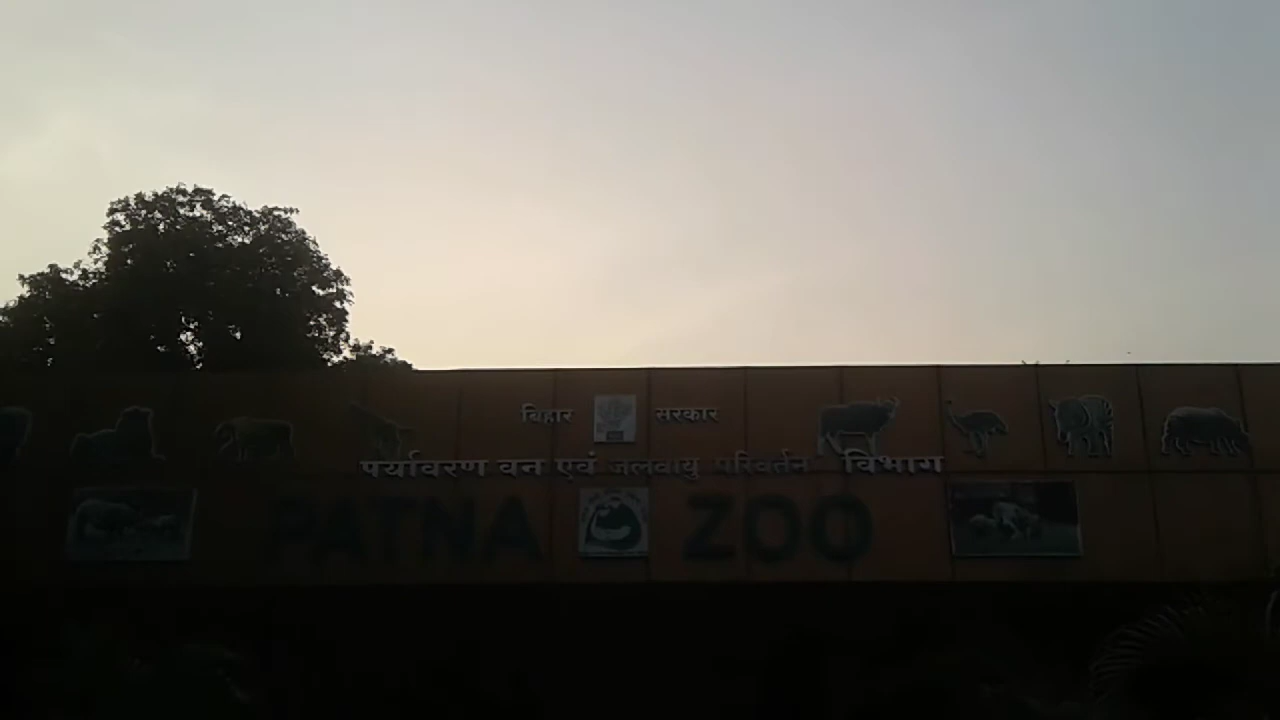 बिहार सरकार
पर्यावरण वन एवं जलवायु परिवर्तन विभाग
PATNA ZOO